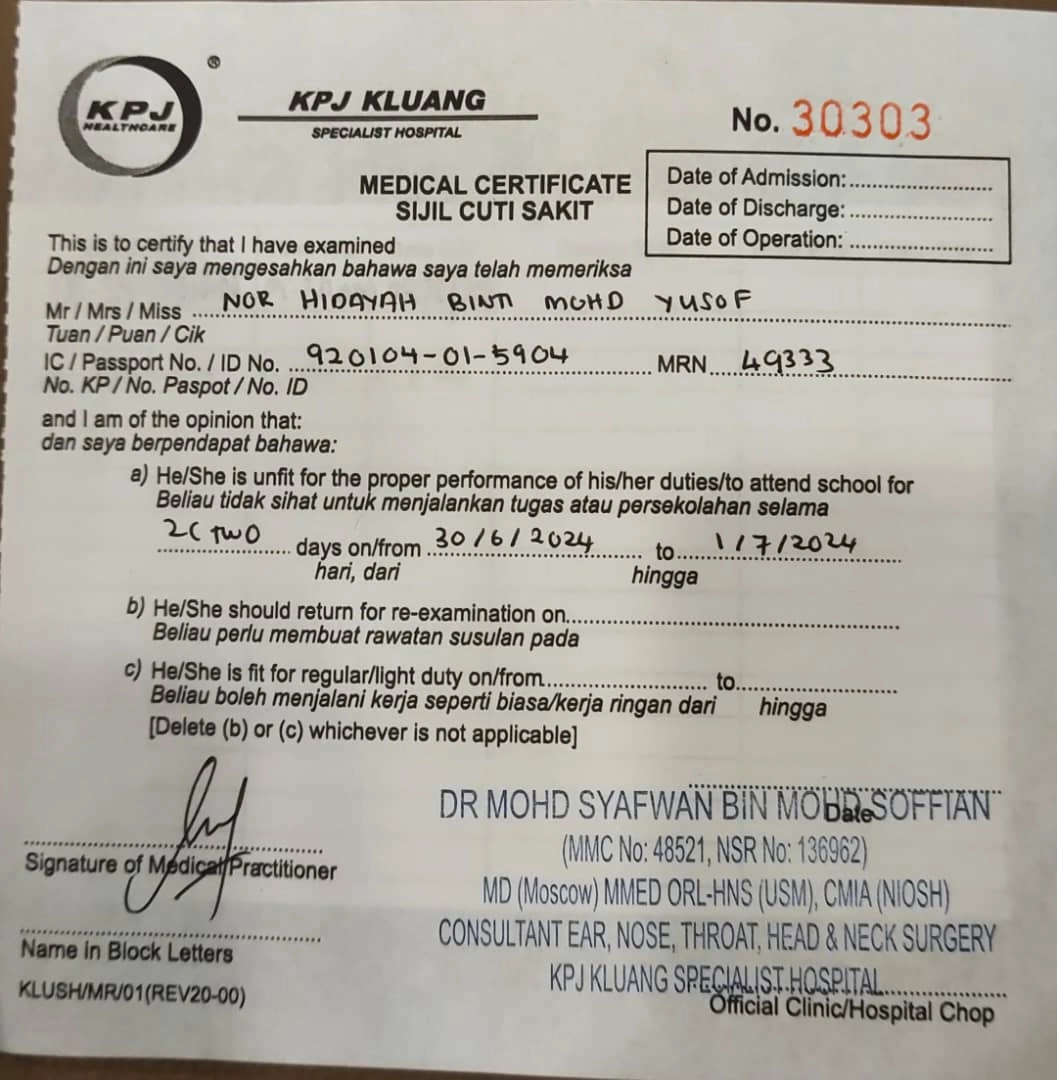 KPJ
HEALTHCARE
®
KPJ KLUANG
SPECIALIST HOSPITAL
No. 30303
MEDICAL CERTIFICATE
SIJIL CUTI SAKIT
Date of Admission:
Date of Discharge:
Date of Operation:
This is to certify that I have examined
Dengan ini saya mengesahkan bahawa saya telah memeriksa
Mr / Mrs / Miss NOR HIDAYAH BINTI MOHD YUSOF
Tuan / Puan / Cik
IC / Passport No. / ID No. 920104-01-5904 MRN 49333
No. KP / No. Paspot / No. ID
and I am of the opinion that:
dan saya berpendapat bahawa:
a) He/She is unfit for the proper performance of his/her duties/to attend school for
Beliau tidak sihat untuk menjalankan tugas atau persekolahan selama
2( TWO days on/from 30/6/2024 to 1/7/2024
hari, dari hingga
b) He/She should return for re-examination on
Beliau perlu membuat rawatan susulan pada
c) He/She is fit for regular/light duty on/from to
Beliau boleh menjalani kerja seperti biasa/kerja ringan dari hingga
[Delete (b) or (c) whichever is not applicable]
Signature of Medical Practitioner
Name in Block Letters
KLUSH/MR/01(REV20-00)
Date
DR MOHD SYAFWAN BIN MOHD SOFFIAN
(MMC No: 48521, NSR No: 136962)
MD (Moscow) MMED ORL-HNS (USM), CMIA (NIOSH)
CONSULTANT EAR, NOSE, THROAT, HEAD & NECK SURGERY
KPJ KLUANG SPECIALIST HOSPITAL
Official Clinic/Hospital Chop